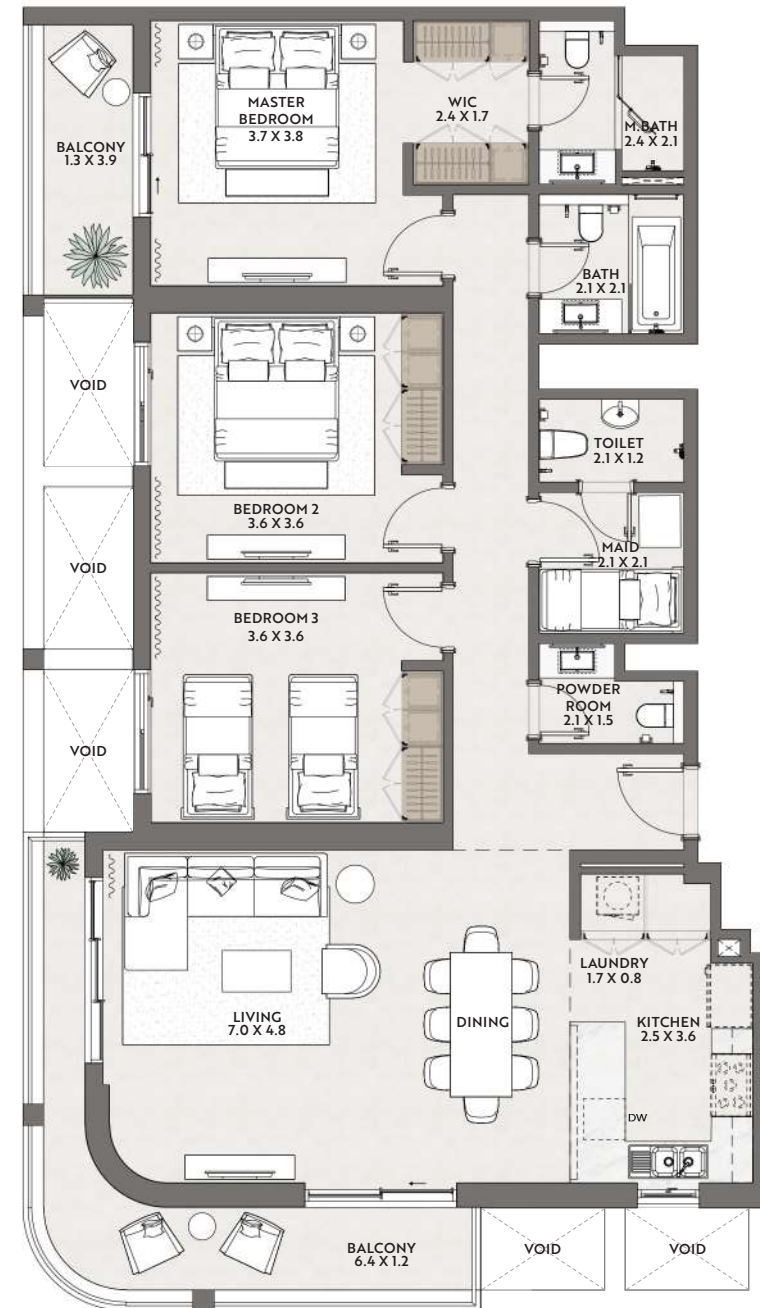 MASTER
BEDROOM
3.7 X 3.8
WIC
2.4 X 1.7
M.BATH
2.4 X 2.1
BALCONY
1.3 X 3.9
BATH
2.1 X 2.1
VOID
TOILET
2.1 X 1.2
BEDROOM 2
3.6 X 3.6
MAID
2.1 X 2.1
VOID
BEDROOM 3
3.6 X 3.6
POWDER
ROOM
2.1 X 1.5
VOID
LAUNDRY
1.7 X 0.8
LIVING
7.0 X 4.8
DINING
KITCHEN
2.5 X 3.6
DW
BALCONY
6.4 X 1.2
VOID
VOID